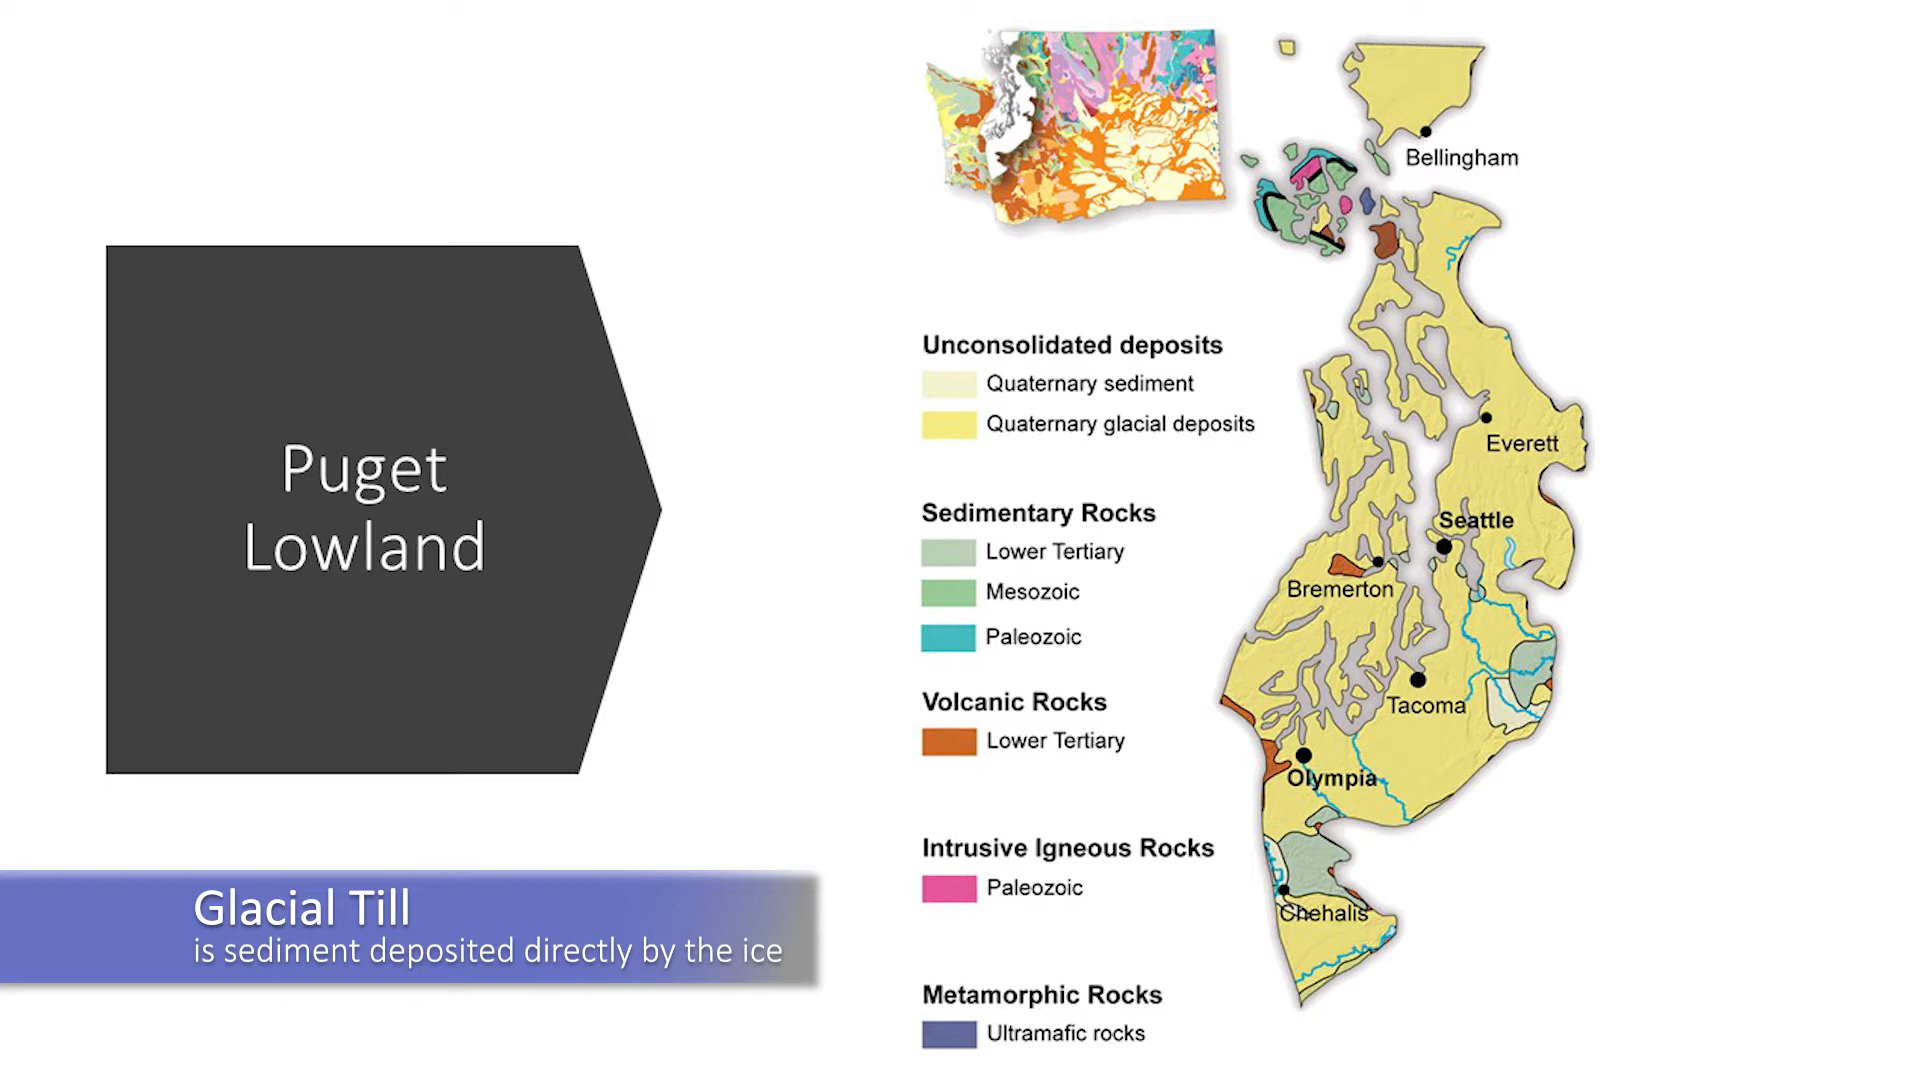 Puget
Lowland
Glacial Till
is sediment deposited directly by the ice
Unconsolidated deposits
Quaternary sediment
Quaternary glacial deposits
Sedimentary Rocks
Lower Tertiary
Mesozoic
Paleozoic
Volcanic Rocks
Lower Tertiary
Intrusive Igneous Rocks
Paleozoic
Metamorphic Rocks
Ultramafic rocks
Bellingham
Everett
Seattle
Bremerton
Tacoma
Olympia
Chehalis